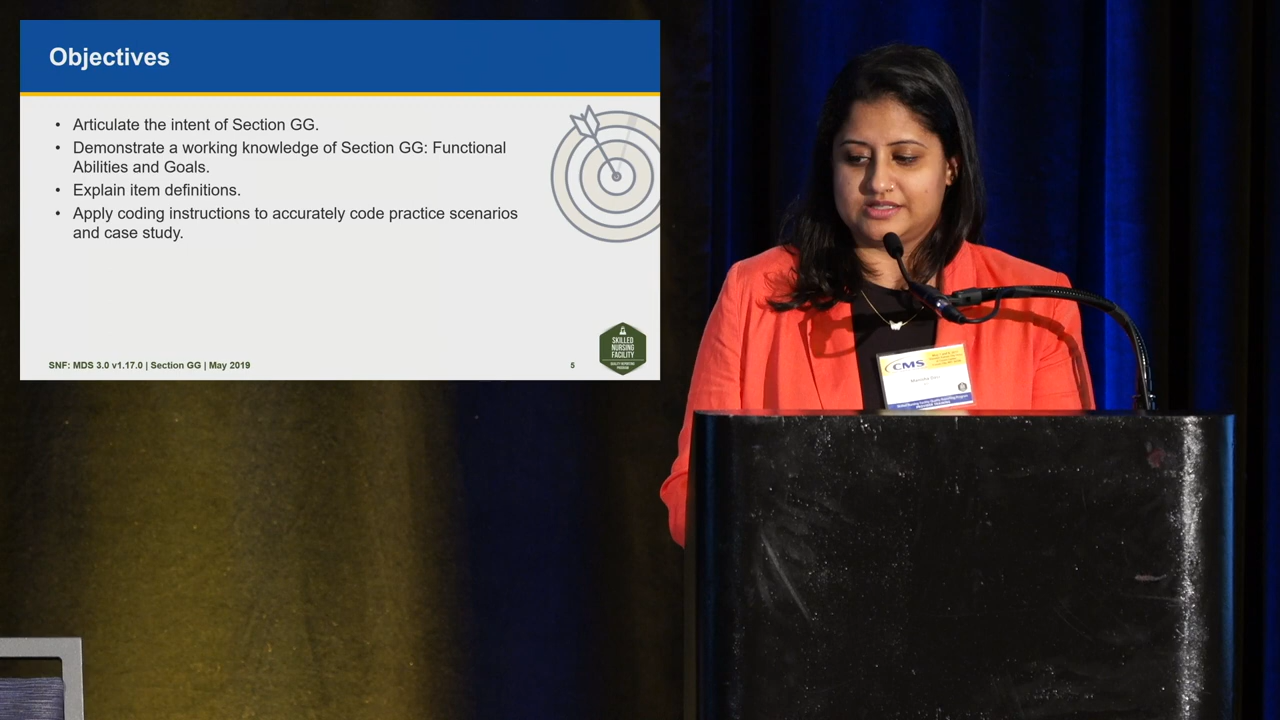 Objectives
• Articulate the intent of Section GG.
• Demonstrate a working knowledge of Section GG: Functional
Abilities and Goals.
• Explain item definitions.
• Apply coding instructions to accurately code practice scenarios
and case study.
SKILLED
NURSING
FACILITY
SNF: MDS 3.0 v1.17.0 | Section GG | May 2019
5
CMS